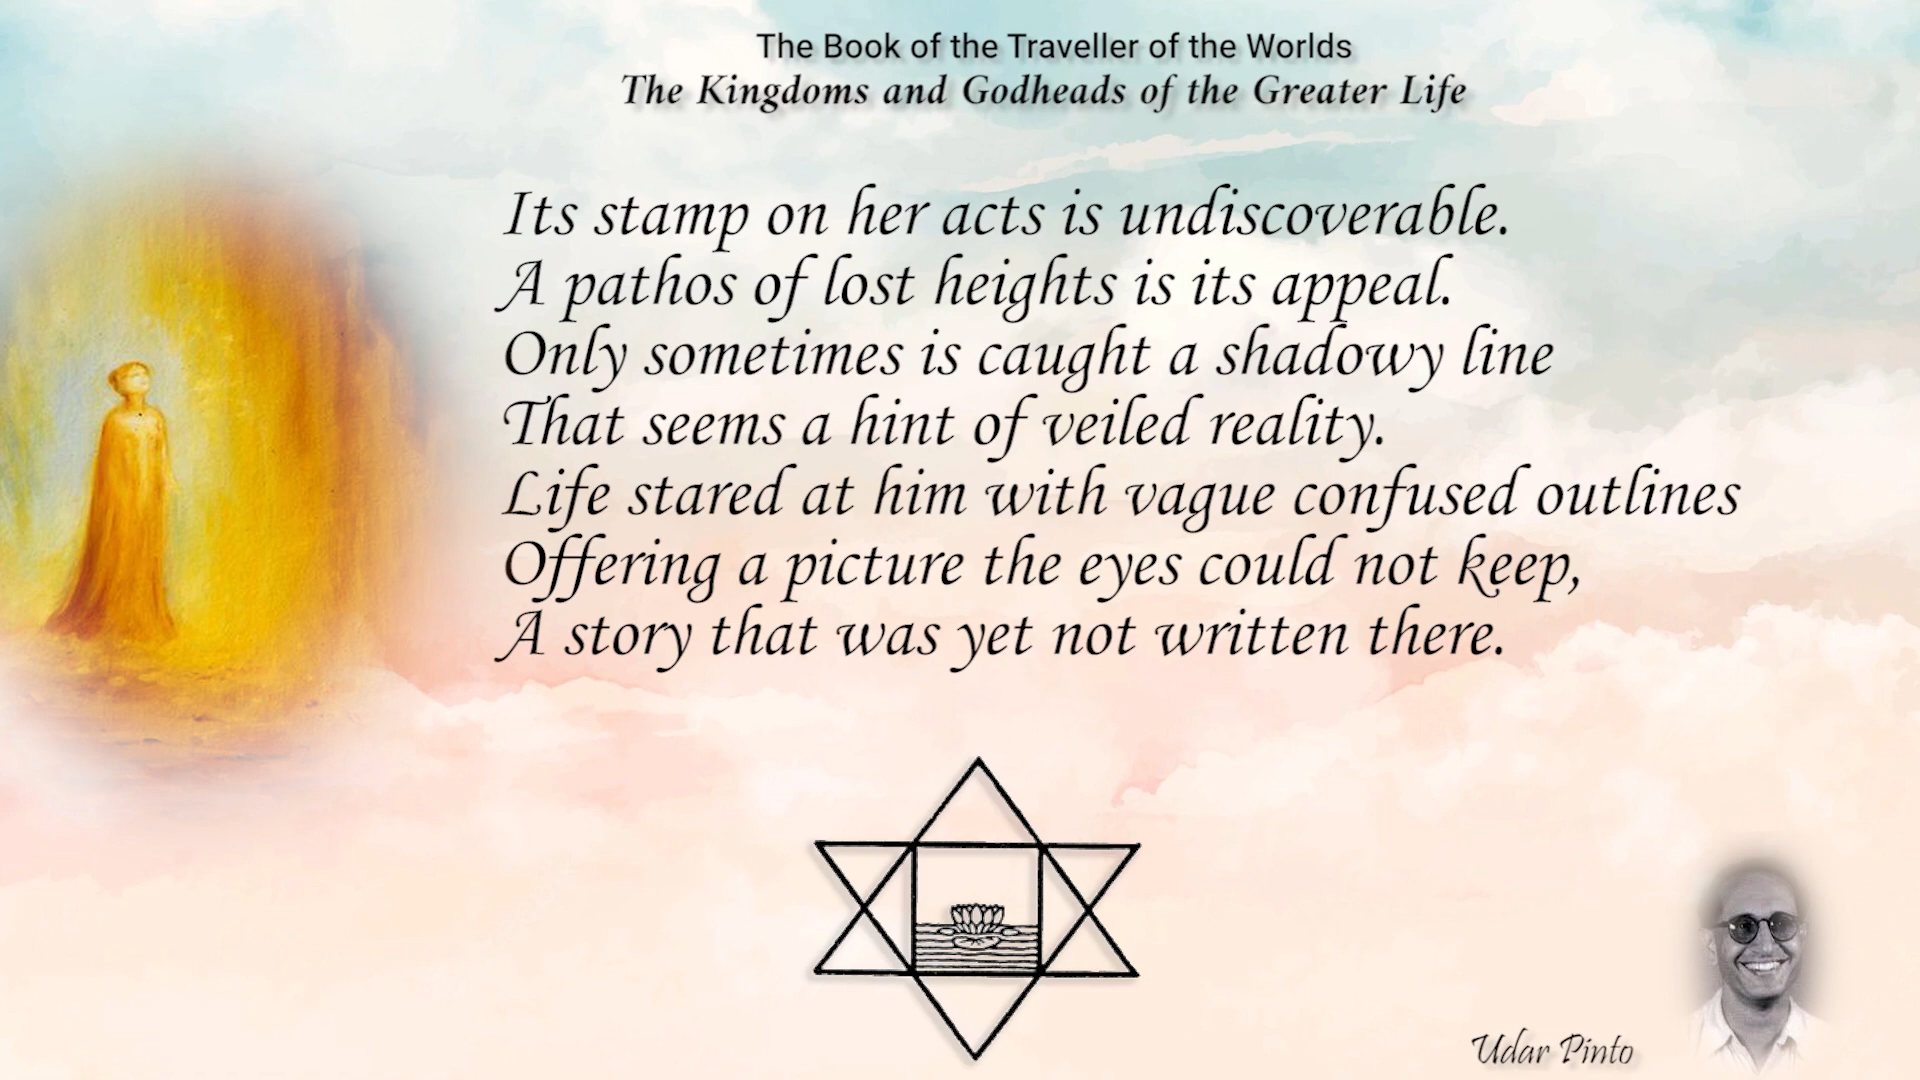 The Book of the Traveller of the Worlds
The Kingdoms and Godheads of the Greater Life
Its stamp on her acts is undiscoverable.
A pathos of lost heights is its appeal.
Only sometimes is caught a shadowy line
That seems a hint of veiled reality.
Life stared at him with vague confused outlines
Offering a picture the eyes could not keep,
A story that was yet not written there.
Udar Pinto